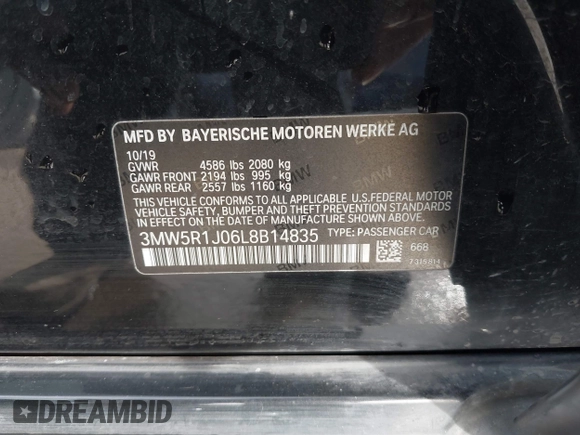 MFD BY BAYERISCHE MOTOREN WERKE AG
10/19
GVWR 4586 lbs 2080 kg
GAWR FRONT 2194 lbs 995 kg
GAWR REAR 2557 lbs 1160 kg
THIS VEHICLE CONFORMS TO ALL APPLICABLE U.S.FEDERAL MOTOR
VEHICLE SAFETY, BUMPER AND THEFT PREVENTION STANDARDS
IN EFFECT ON THE DATE OF MANUFACTURE SHOWN ABOVE.
3MW5R1J06L8B14835 TYPE: PASSENGER CAR
668
7315814
DREAMBID